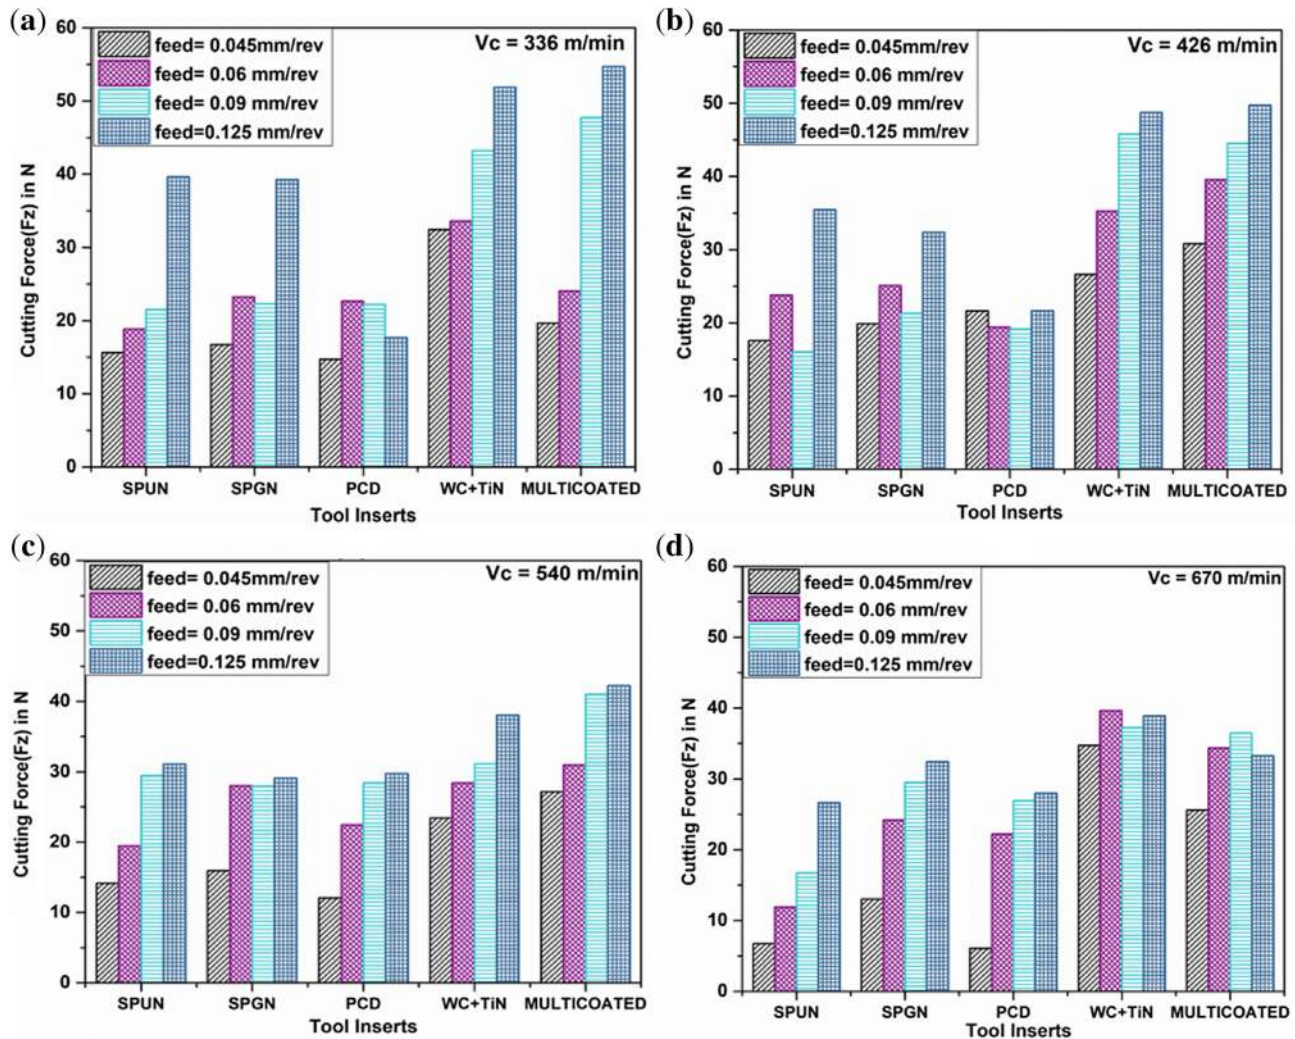 (a)
60
50
40
30
20
10
0
Cutting Force(Fz) in N
feed= 0.045mm/rev
feed= 0.06 mm/rev
feed= 0.09 mm/rev
feed=0.125 mm/rev
Vc = 336 m/min
SPUN SPGN PCD WC+TiN MULTICOATED
Tool Inserts
(b)
60
50
40
30
20
10
0
Cutting Force(Fz) in N
feed= 0.045mm/rev
feed= 0.06 mm/rev
feed= 0.09 mm/rev
feed=0.125 mm/rev
Vc = 426 m/min
SPUN SPGN PCD WC+TiN MULTICOATED
Tool Inserts
(c)
60
50
40
30
20
10
0
Cutting Force(Fz) in N
feed= 0.045mm/rev
feed= 0.06 mm/rev
feed= 0.09 mm/rev
feed=0.125 mm/rev
Vc = 540 m/min
SPUN SPGN PCD WC+TiN MULTICOATED
Tool Inserts
(d)
60
50
40
30
20
10
0
Cutting Force(Fz) in N
feed= 0.045mm/rev
feed= 0.06 mm/rev
feed= 0.09 mm/rev
feed=0.125 mm/rev
Vc = 670 m/min
SPUN SPGN PCD WC+TiN MULTICOATED
Tool Inserts